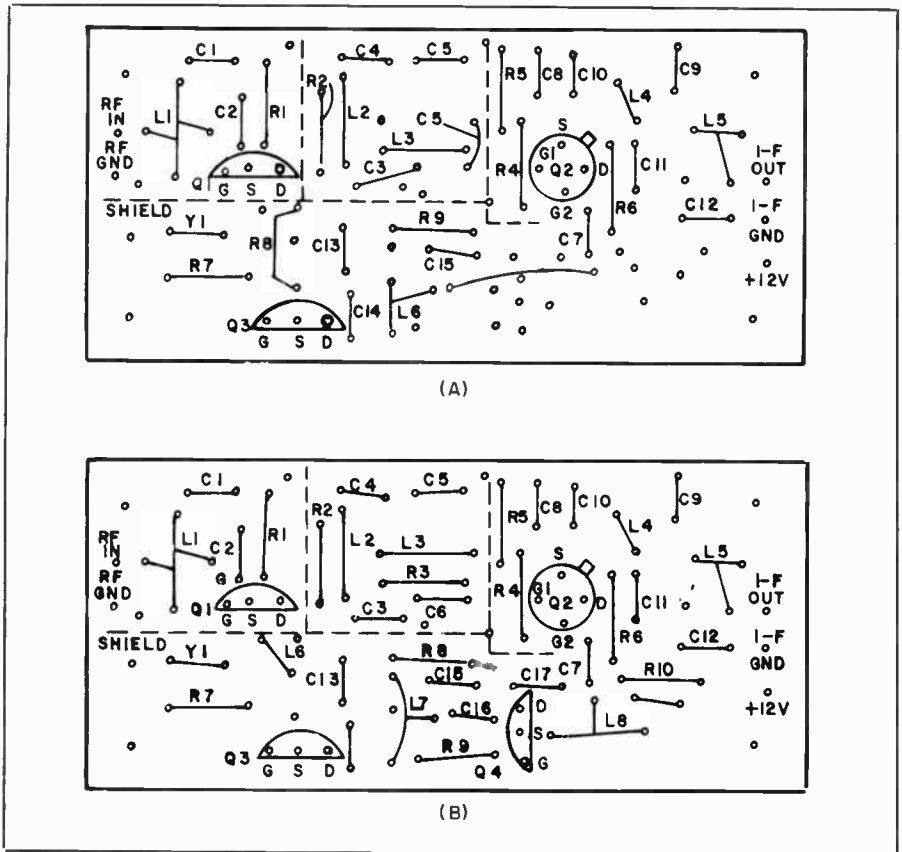 C1
C4
C5
R2
R5
C8
C10
C9
L4
RF
IN
L1
C2
R1
L2
C5
L5
S
RF
GND
L3
R4
G1
Q2
D
C11
I-F
OUT
C3
Q
G S D
G2
R6
C12
I-F
GND
SHIELD
Y1
R8
C13
R9
C15
C7
+12V
R7
C14
L6
Q3
G S D
(A)
C1
C4
C5
R2
R5
C8
C10
C9
L4
RF
IN
L1
C2
R1
L2
L3
S
L5
RF
GND
G
R3
R4
G1
Q2
D
C11
I-F
OUT
Q1
G S D
C3
C6
G2
R6
C12
I-F
GND
SHIELD
Y1
L6
C13
R8
C15
C17
C7
R10
R7
L7
C16
D
S
L8
+12V
Q3
G S D
R9
Q4
G
(B)